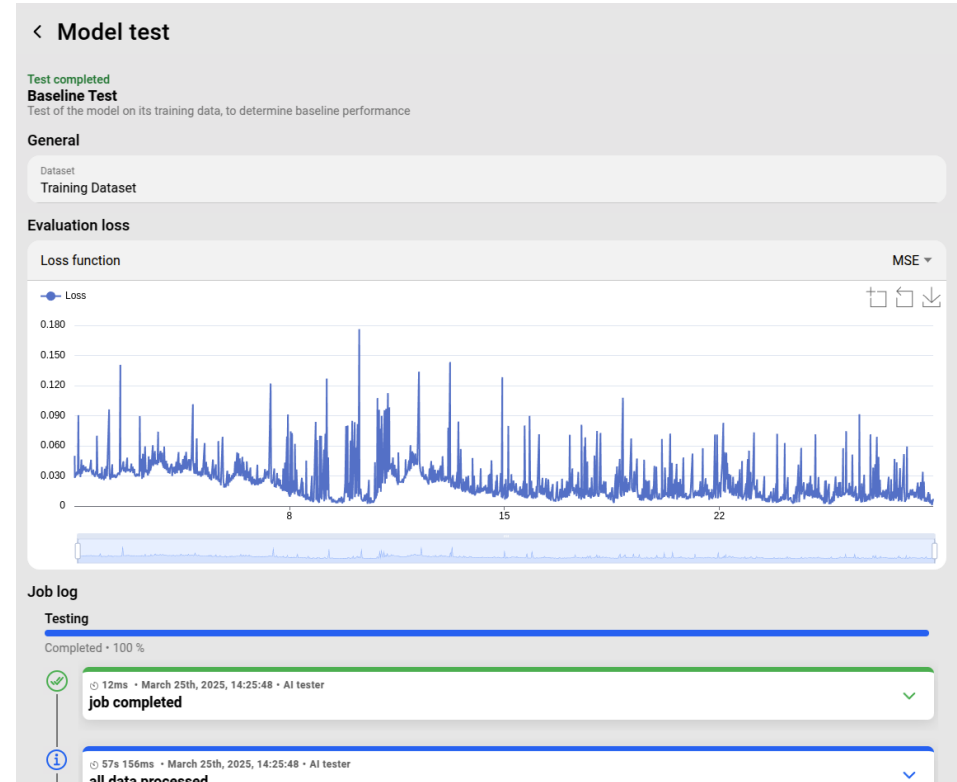 Model test
Test completed
Baseline Test
Test of the model on its training data, to determine baseline performance
General
Dataset
Training Dataset
Evaluation loss
Loss function
MSE
Loss
0.180
0.150
0.120
0.090
0.060
0.030
0
8
15
22
Job log
Testing
Completed • 100 %
12ms • March 25th, 2025, 14:25:48 • AI tester
job completed
57s 156ms • March 25th, 2025, 14:25:48 • AI tester
all data processed